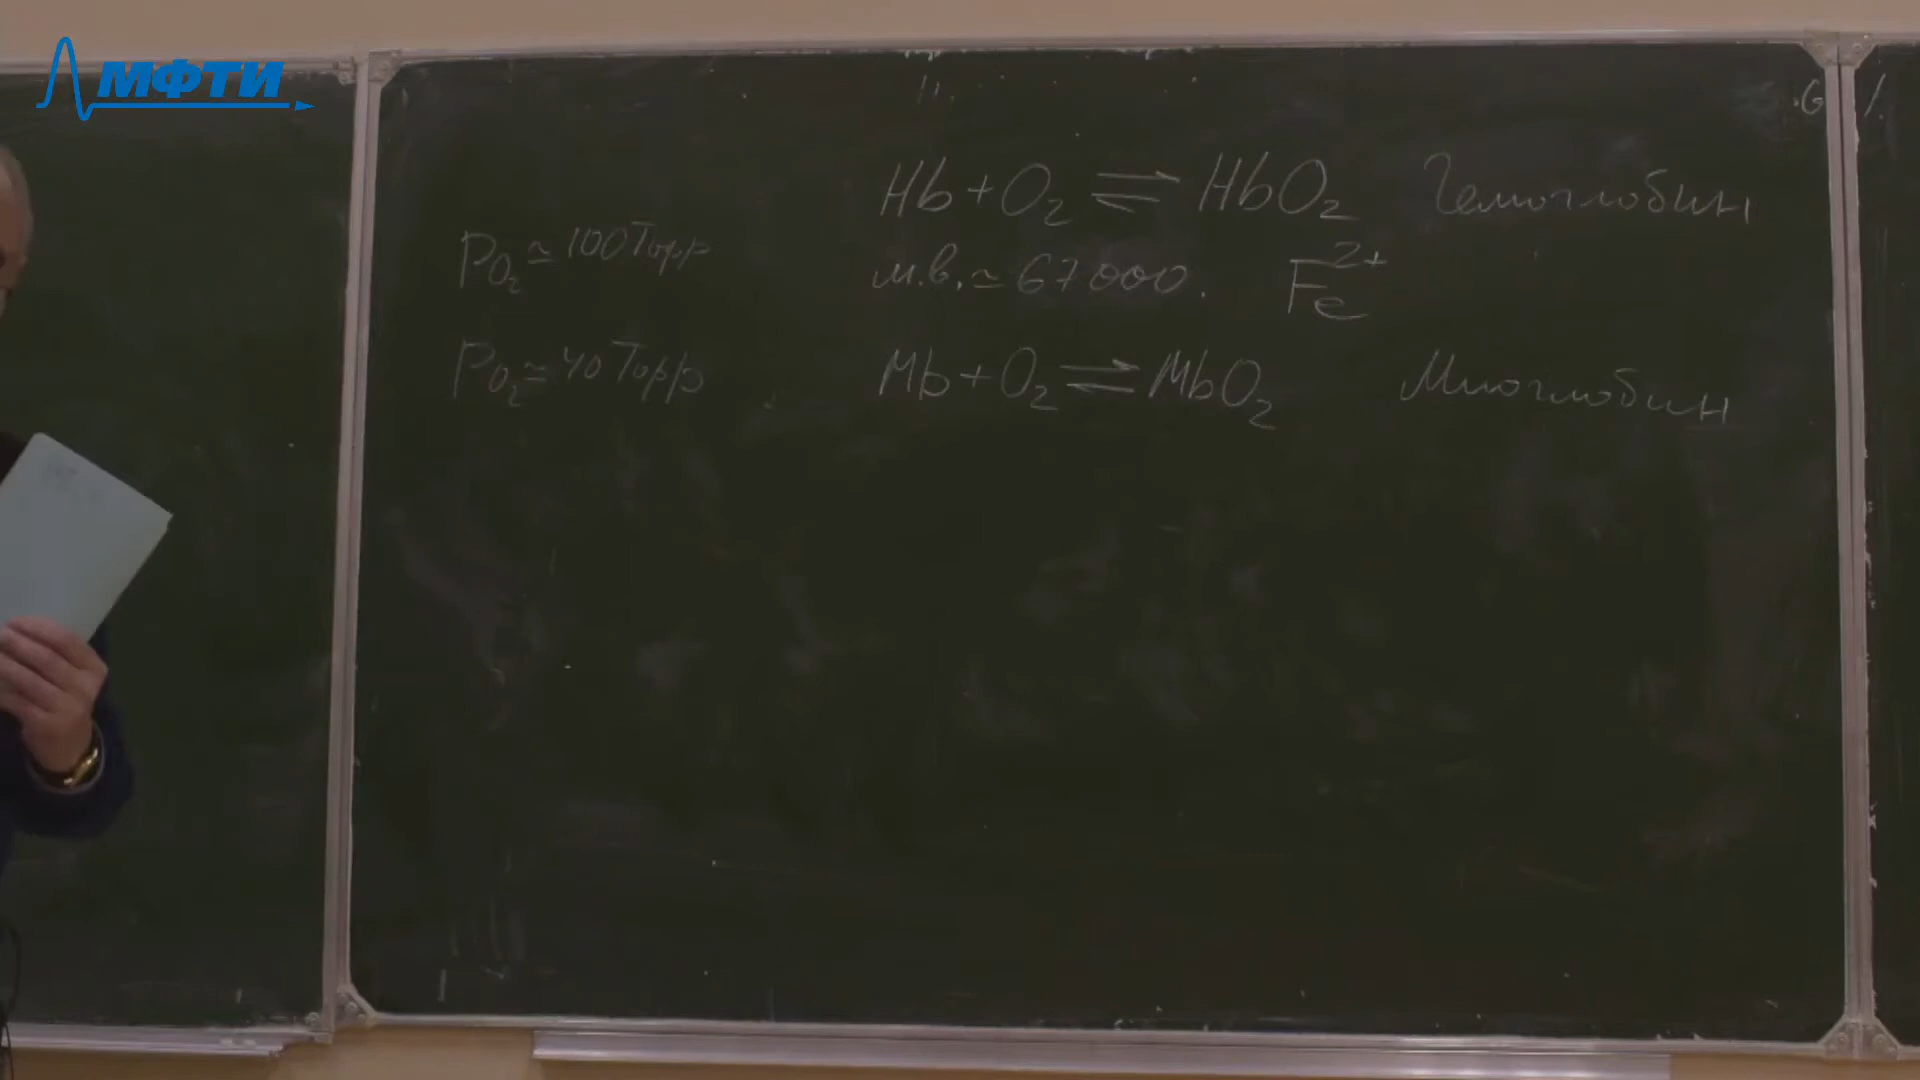 МФТИ
Hb + O₂ ⇌ HbO₂ Гемоглобин
P_O₂ ≃ 100 Торр
м.в. ≃ 67000. Fe²⁺
P_O₂ ≃ 40 Торр
Mb + O₂ ⇌ MbO₂ Миоглобин